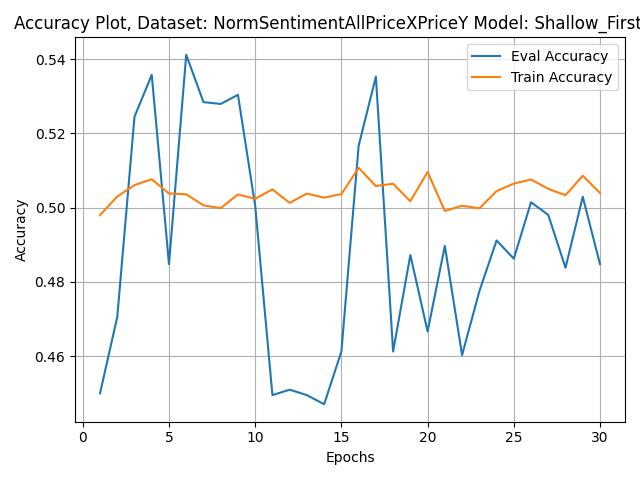 Accuracy Plot, Dataset: NormSentimentAllPriceXPriceY Model: Shallow_First
Eval Accuracy
Train Accuracy
0.54
0.52
0.50
0.48
0.46
Accuracy
0 5 10 15 20 25 30
Epochs